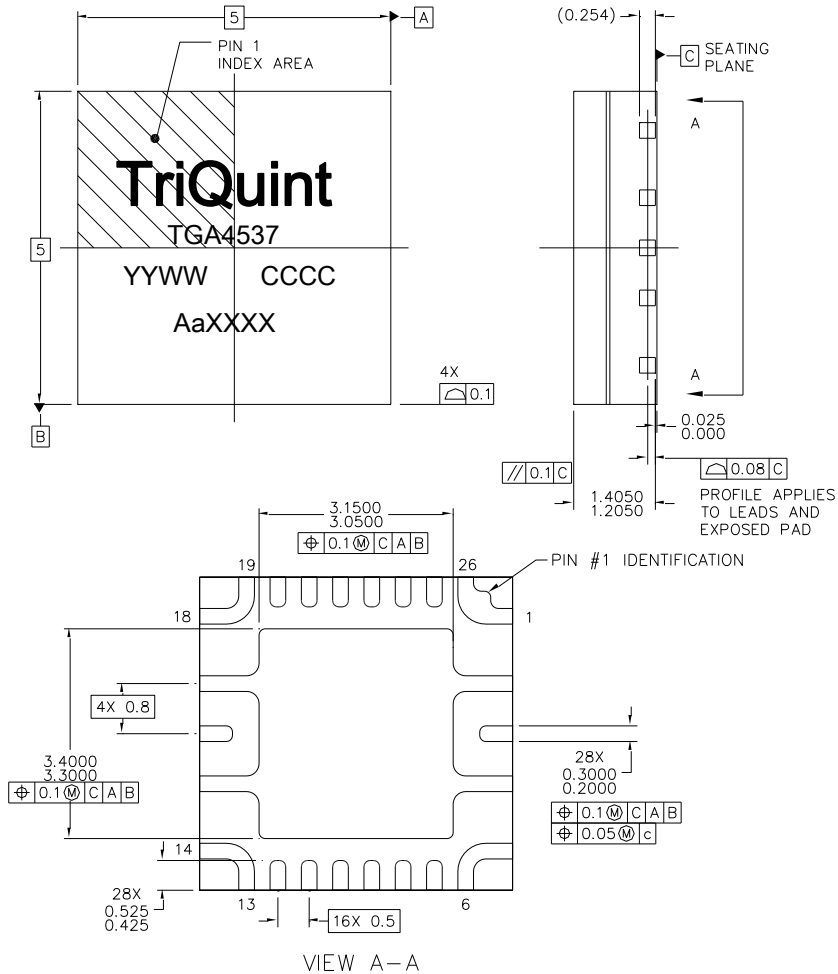 5
A
PIN 1
INDEX AREA
(0.254)
C
SEATING
PLANE
A
TriQuint
TGA4537
YYWW
CCCC
AaXXXX
5
B
4X
⌓ 0.1
A
0.025
0.000
// 0.1 C
⌓ 0.08 C
1.4050
1.2050
PROFILE APPLIES
TO LEADS AND
EXPOSED PAD
3.1500
3.0500
⌖ 0.1 Ⓜ C A B
19
26
PIN #1 IDENTIFICATION
18
1
4X 0.8
3.4000
3.3000
⌖ 0.1 Ⓜ C A B
28X
0.3000
0.2000
⌖ 0.1 Ⓜ C A B
⌖ 0.05 Ⓜ c
14
13
6
28X
0.525
0.425
16X 0.5
VIEW A-A